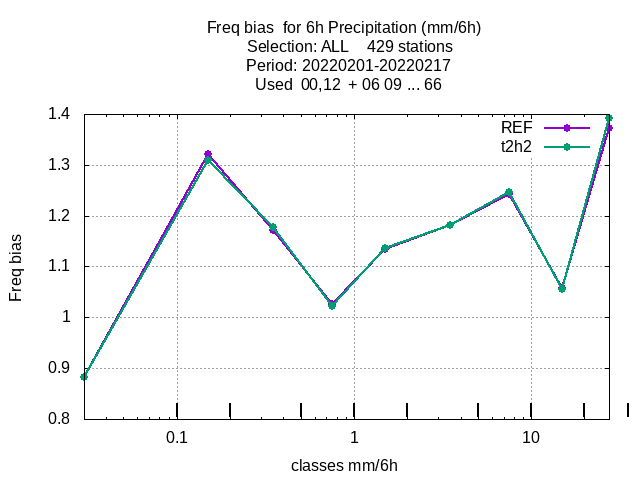 Freq bias  for 6h Precipitation (mm/6h)
Selection: ALL    429 stations
Period: 20220201-20220217
Used  00,12  + 06 09 ... 66
REF
t2h2
1.4
1.3
1.2
1.1
1
0.9
0.8
Freq bias
0.1
1
10
classes mm/6h